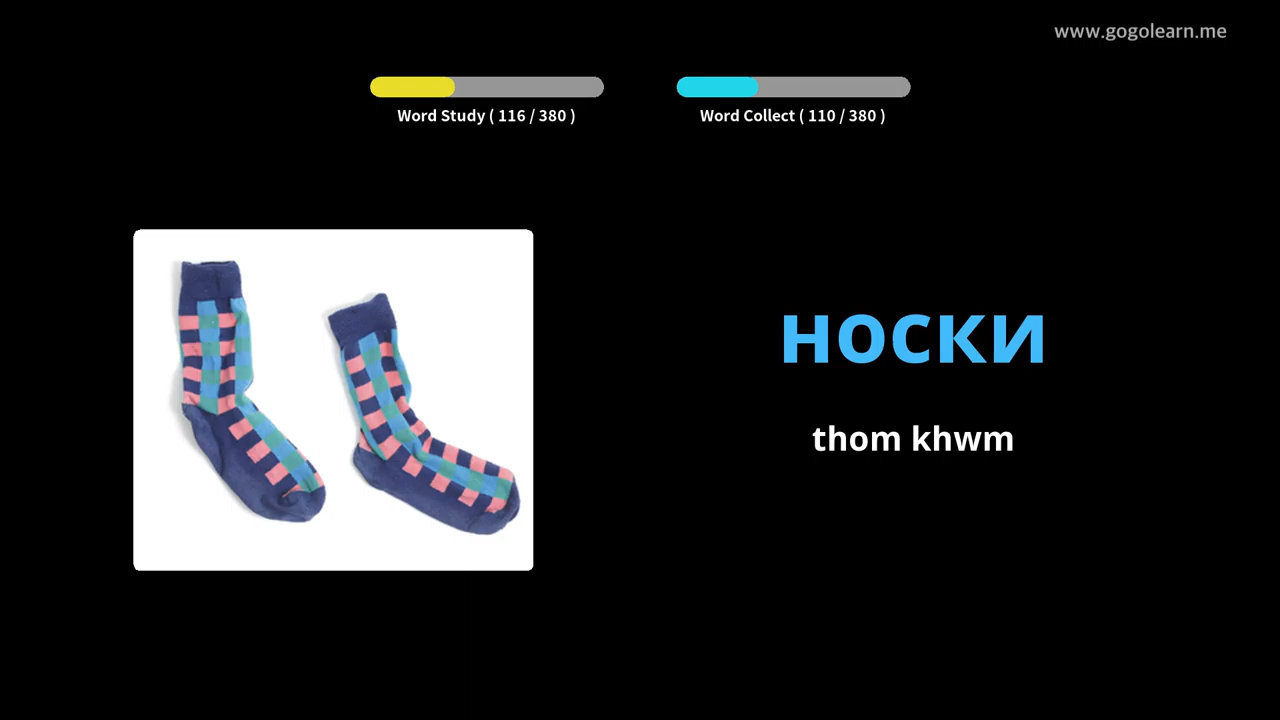 www.gogolearn.me
Word Study ( 116 / 380 )
Word Collect ( 110 / 380 )
носки
thom khwm